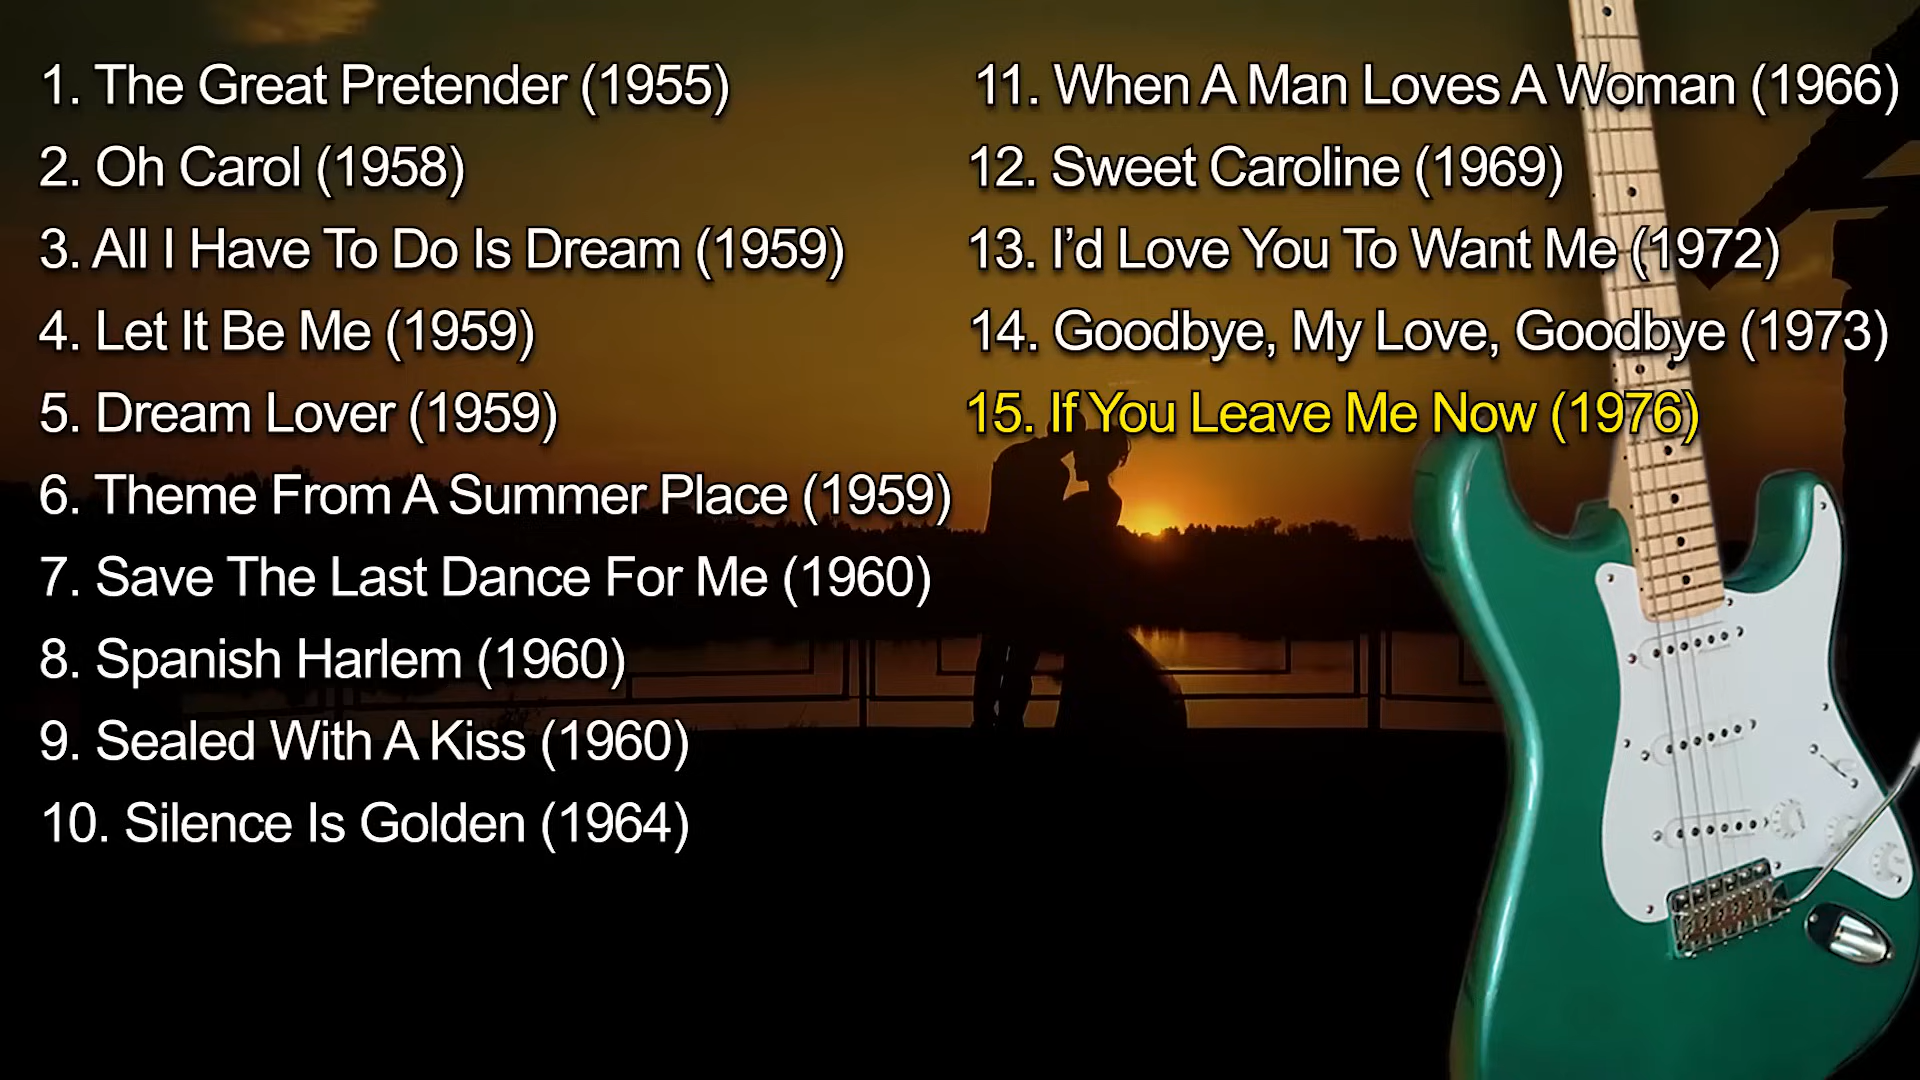 1. The Great Pretender (1955)
2. Oh Carol (1958)
3. All I Have To Do Is Dream (1959)
4. Let It Be Me (1959)
5. Dream Lover (1959)
6. Theme From A Summer Place (1959)
7. Save The Last Dance For Me (1960)
8. Spanish Harlem (1960)
9. Sealed With A Kiss (1960)
10. Silence Is Golden (1964)
11. When A Man Loves A Woman (1966)
12. Sweet Caroline (1969)
13. I’d Love You To Want Me (1972)
14. Goodbye, My Love, Goodbye (1973)
15. If You Leave Me Now (1976)